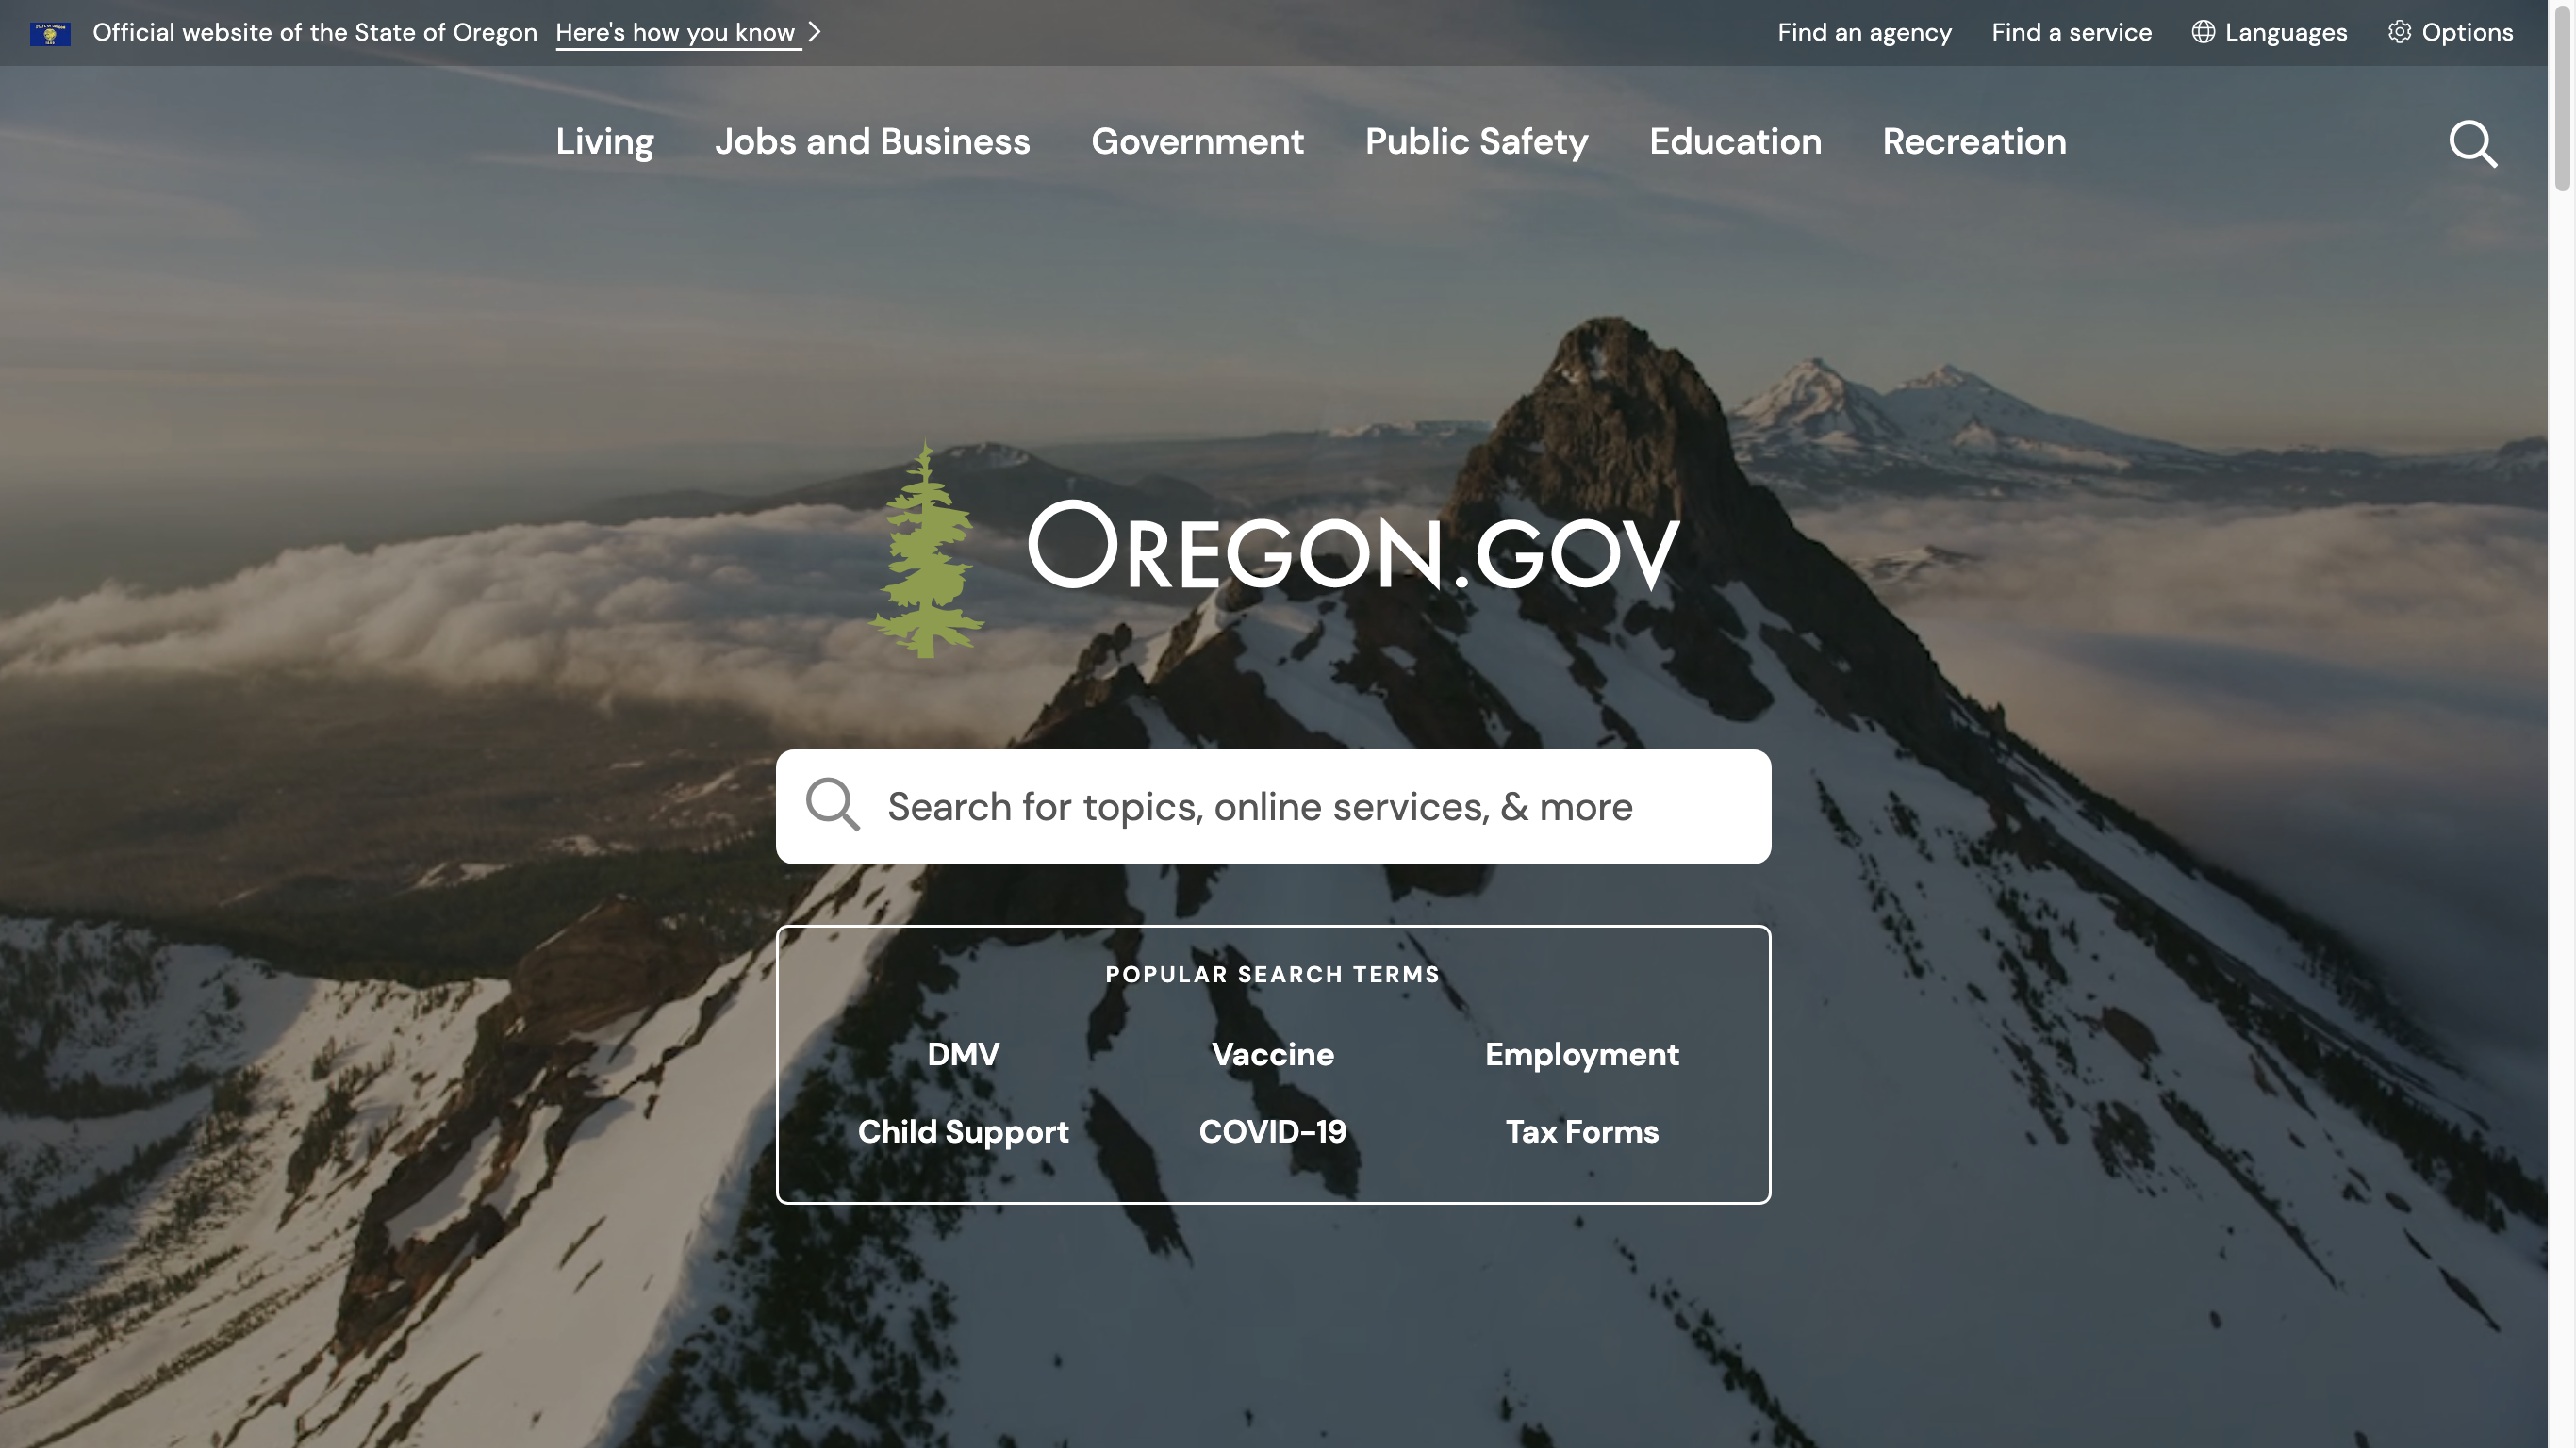 Official website of the State of Oregon Here's how you know
Find an agency Find a service Languages Options
Living Jobs and Business Government Public Safety Education Recreation
OREGON.GOV
Search for topics, online services, & more
POPULAR SEARCH TERMS
DMV Vaccine Employment
Child Support COVID-19 Tax Forms